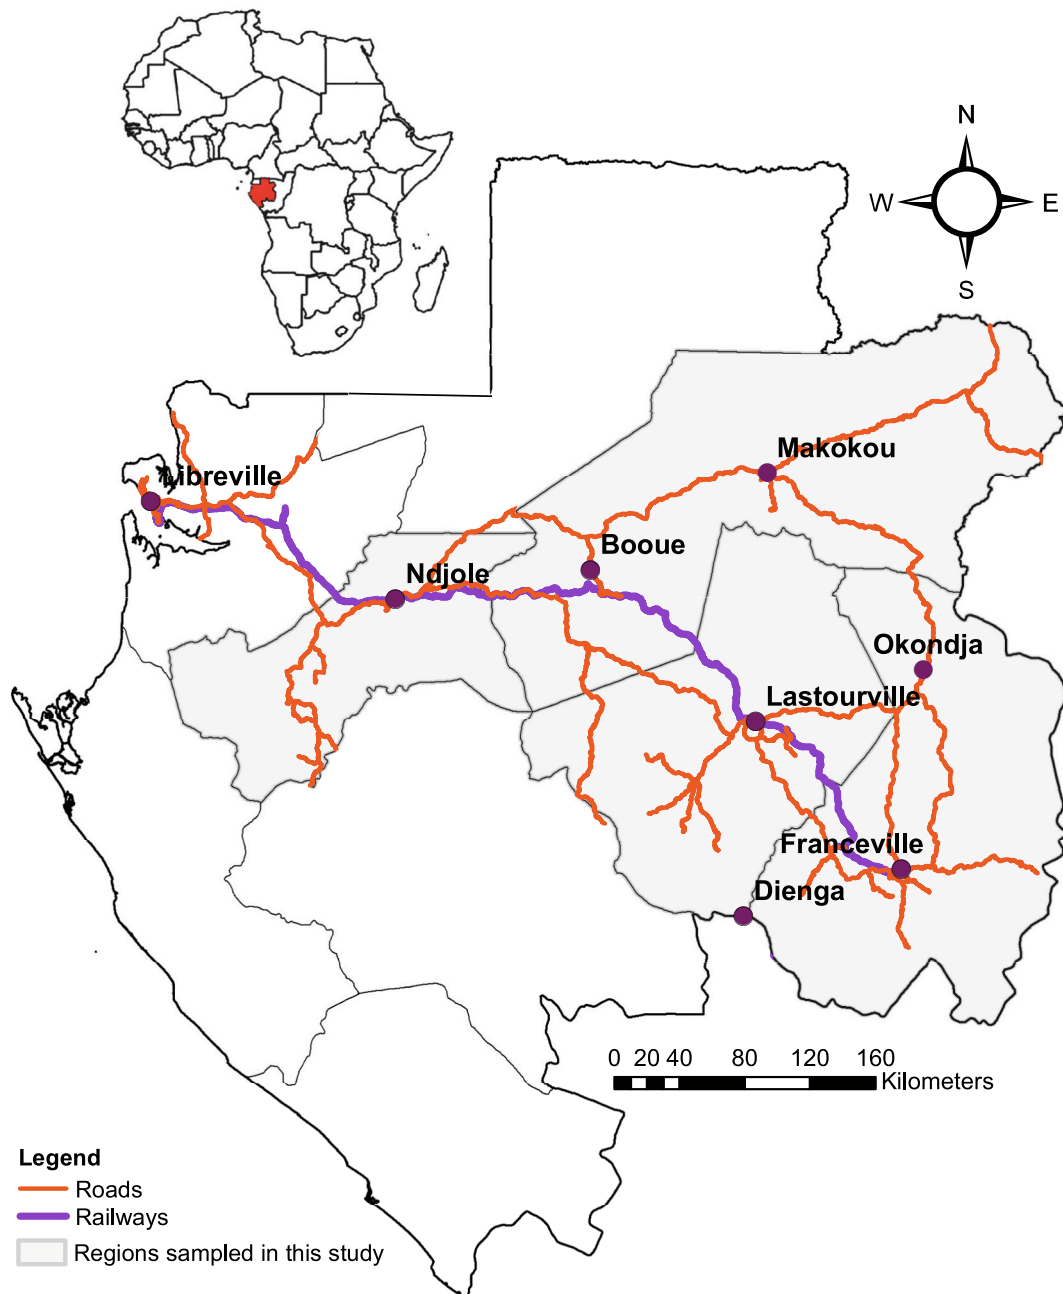 N
W E
S
Makokou
Libreville
Booue
Ndjole
Okondja
Lastourville
Franceville
Dienga
0 20 40 80 120 160
Kilometers
Legend
Roads
Railways
Regions sampled in this study